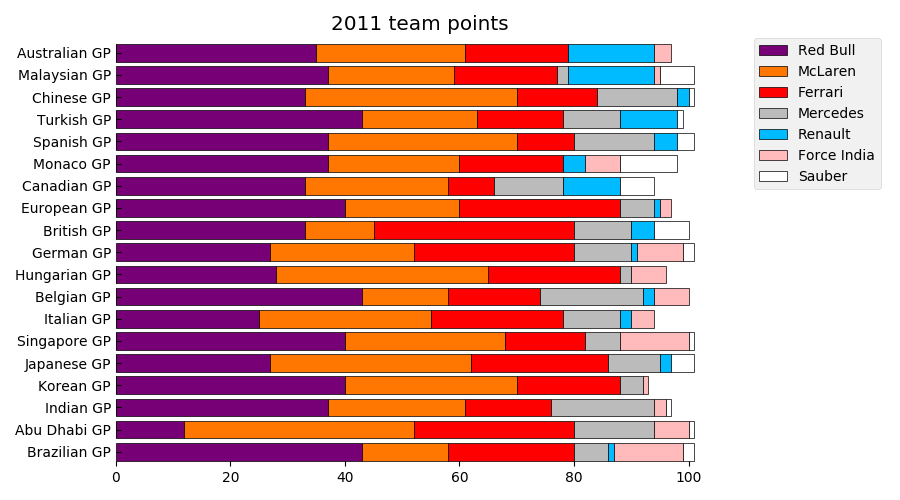 2011 team points
Australian GP
Malaysian GP
Chinese GP
Turkish GP
Spanish GP
Monaco GP
Canadian GP
European GP
British GP
German GP
Hungarian GP
Belgian GP
Italian GP
Singapore GP
Japanese GP
Korean GP
Indian GP
Abu Dhabi GP
Brazilian GP
0 20 40 60 80 100
Red Bull
McLaren
Ferrari
Mercedes
Renault
Force India
Sauber